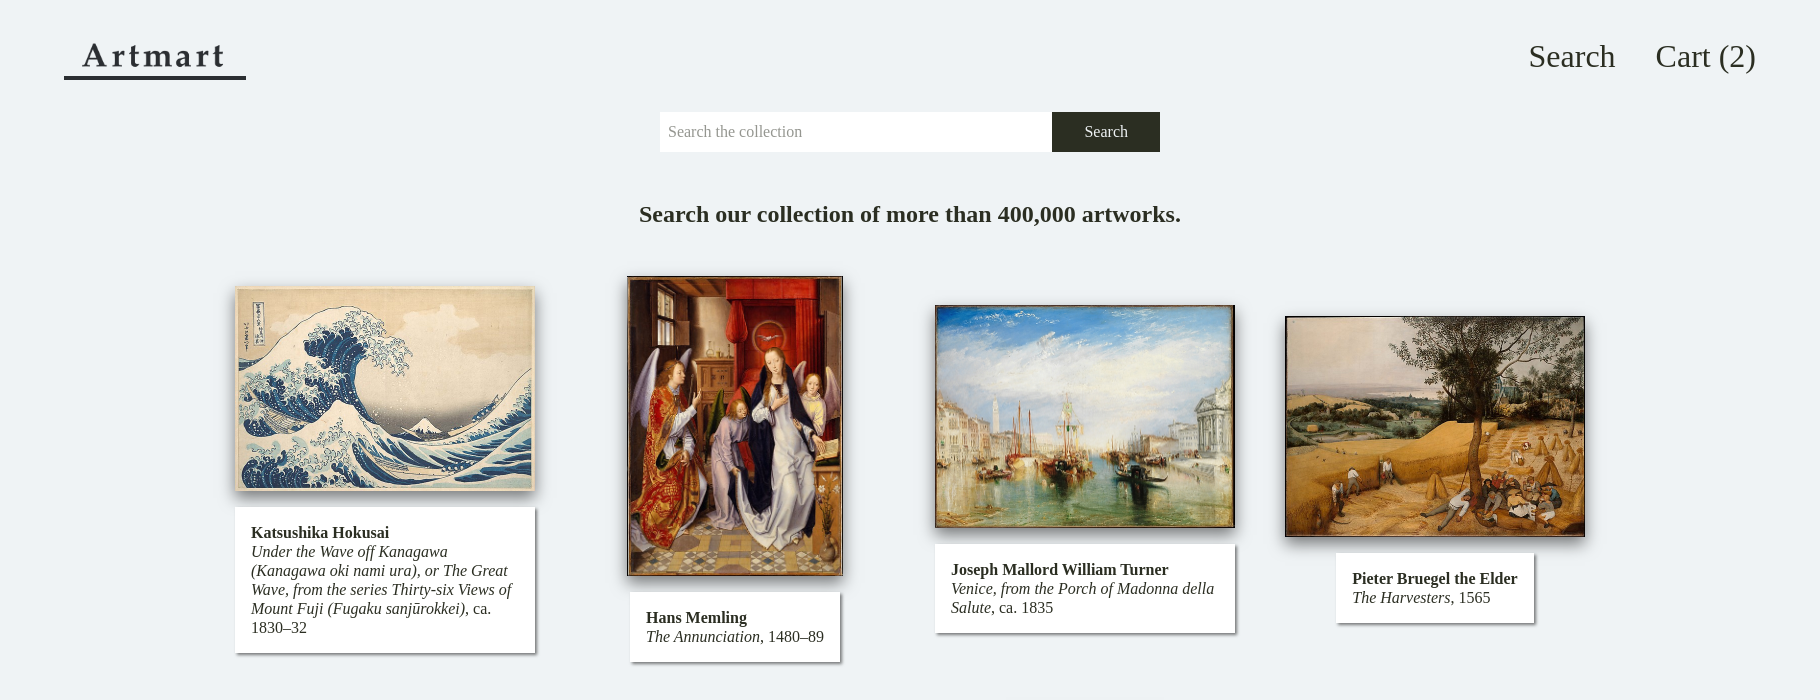 Artmart
Search
Cart (2)
Search the collection
Search
Search our collection of more than 400,000 artworks.
Katsushika Hokusai
Under the Wave off Kanagawa
(Kanagawa oki nami ura), or The Great
Wave, from the series Thirty-six Views of
Mount Fuji (Fugaku sanjūrokkei), ca.
1830–32
Hans Memling
The Annunciation, 1480–89
Joseph Mallord William Turner
Venice, from the Porch of Madonna della
Salute, ca. 1835
Pieter Bruegel the Elder
The Harvesters, 1565